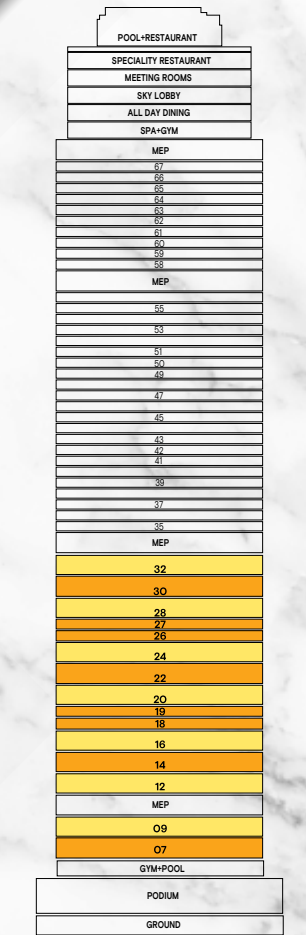 POOL+RESTAURANT
SPECIALITY RESTAURANT
MEETING ROOMS
SKY LOBBY
ALL DAY DINING
SPA+GYM
MEP
67
66
65
64
63
62
61
60
59
58
MEP
55
53
51
50
49
47
45
43
42
41
39
37
35
MEP
32
30
28
27
26
24
22
20
19
18
16
14
12
MEP
09
07
GYM+POOL
PODIUM
GROUND